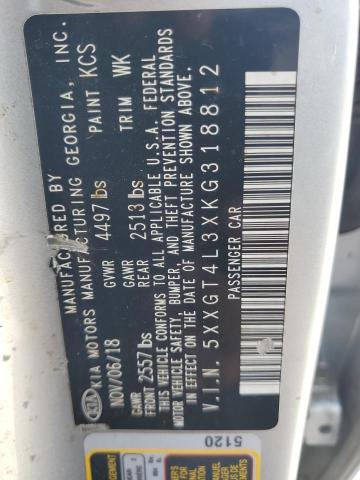 MANUFACTURED BY
KIA MOTORS MANUFACTURING GEORGIA, INC.
NOV/06/18 GVWR 4497 lbs PAINT KCS
GAWR FRONT 2557 lbs GAWR REAR 2513 lbs TRIM WK
THIS VEHICLE CONFORMS TO ALL APPLICABLE U.S.A. FEDERAL
MOTOR VEHICLE SAFETY, BUMPER, AND THEFT PREVENTION STANDARDS
IN EFFECT ON THE DATE OF MANUFACTURE SHOWN ABOVE.
V.I.N. 5XXGT4L3XKG318812
PASSENGER CAR
5120